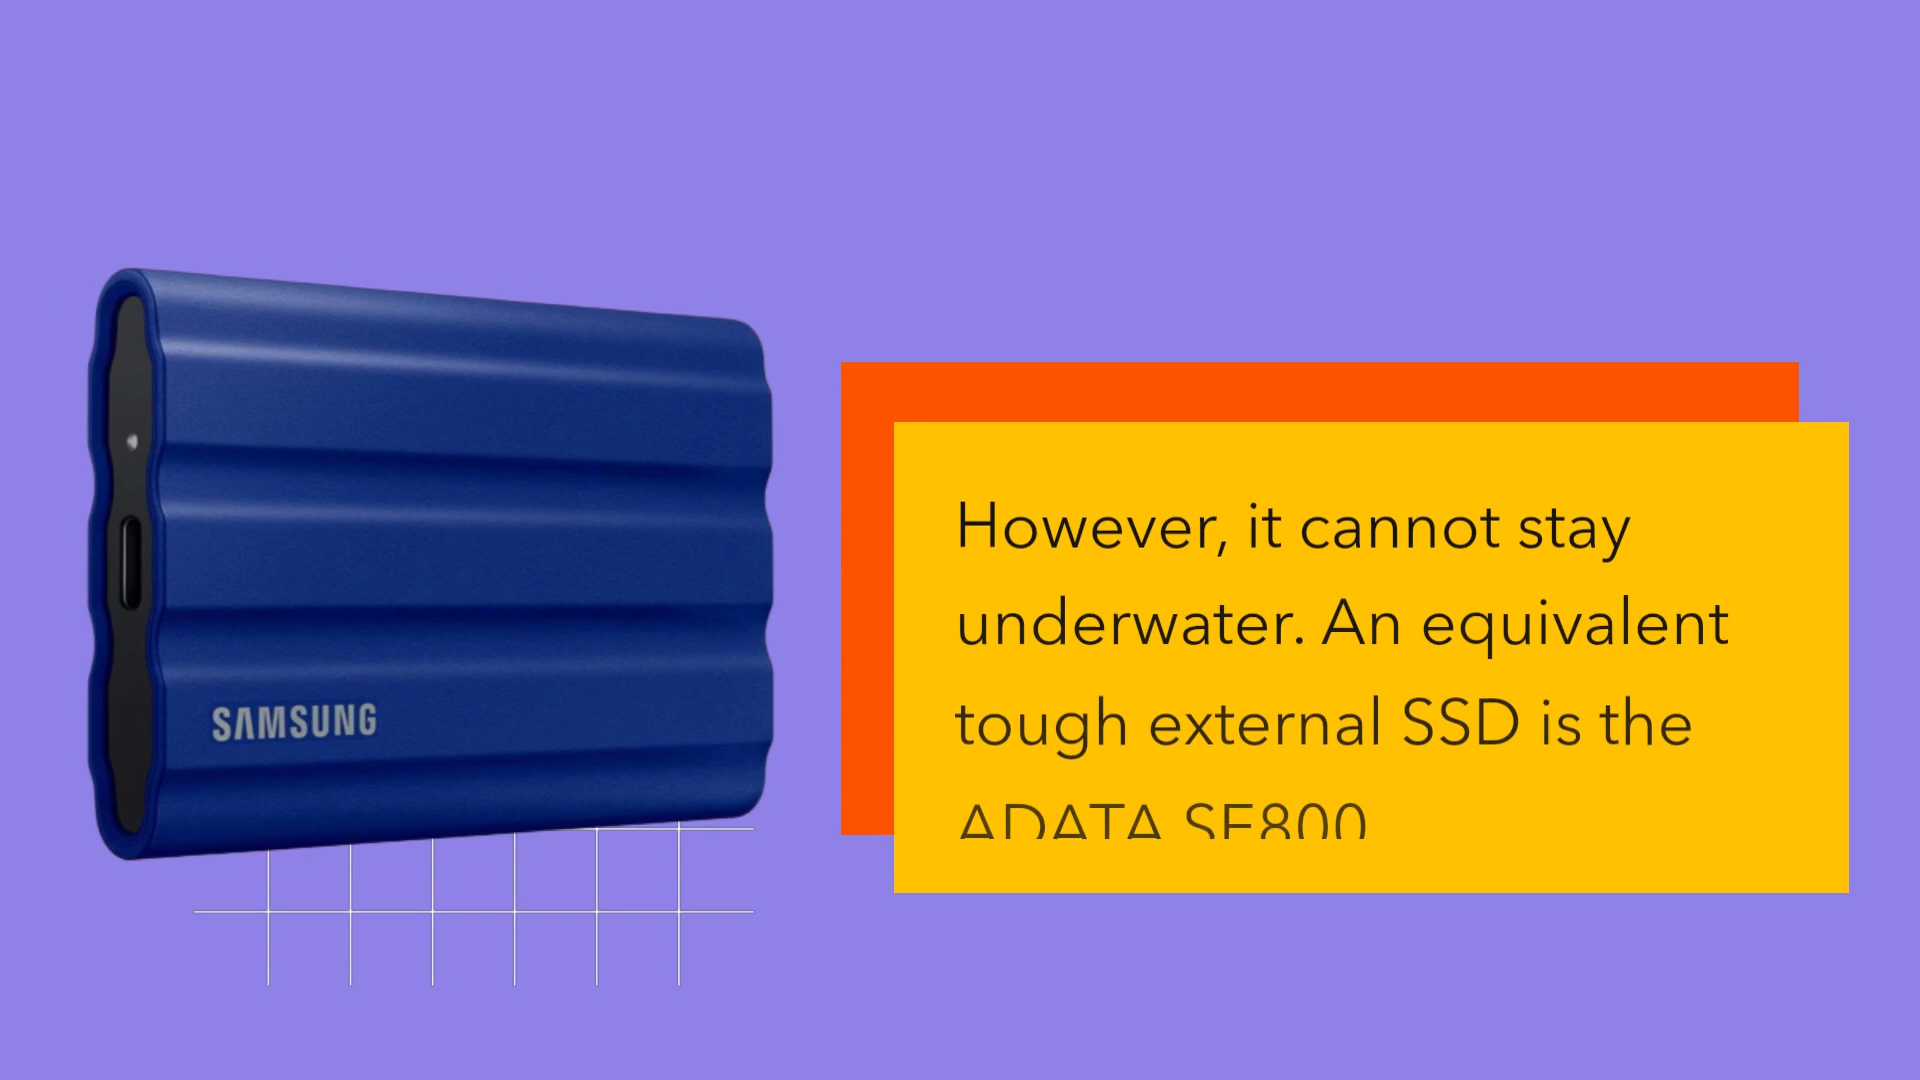 SAMSUNG
However, it cannot stay
underwater. An equivalent
tough external SSD is the
ADATA SE800